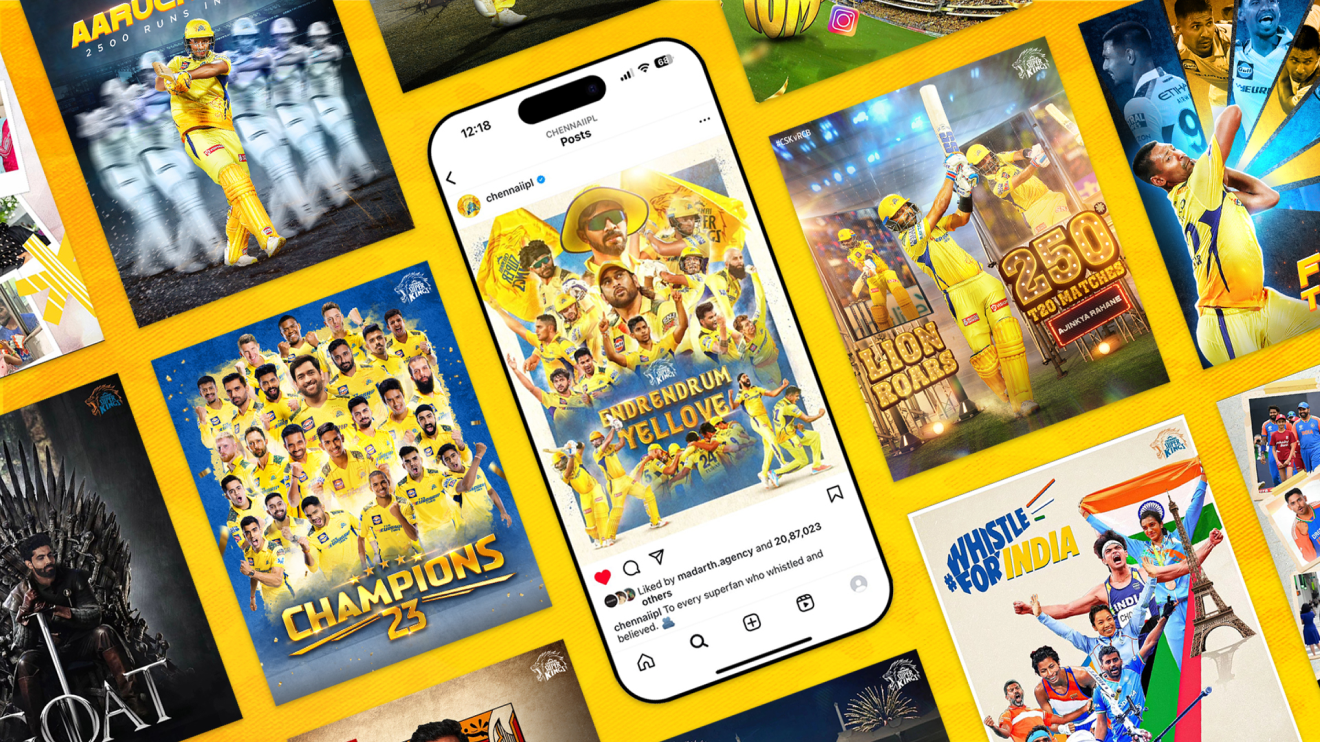 2500 RUNS IN
12:18
68
CHENNAIIPL
Posts
chennaiipl
ENDRENDRUM
YELLOVE
Liked by madarth.agency and 20,87,023
others
chennaiipl To every superfan who whistled and
believed.
CHAMPIONS
23
#CSKvRCB
250*
T20 MATCHES
AJINKYA RAHANE
LION
ROARS
#WHISTLE
FOR INDIA
INDIA
GOAT